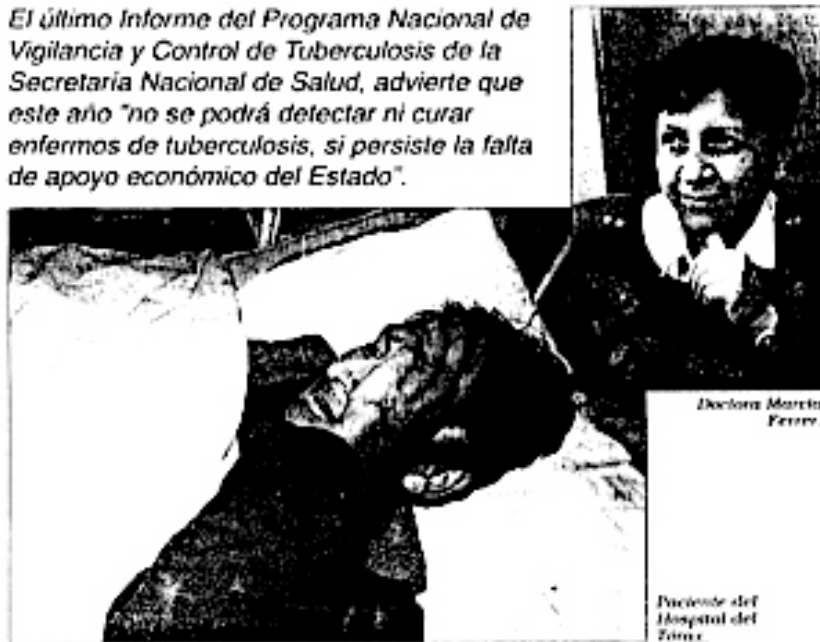 El último Informe del Programa Nacional de
Vigilancia y Control de Tuberculosis de la
Secretaría Nacional de Salud, advierte que
este año "no se podrá detectar ni curar
enfermos de tuberculosis, si persiste la falta
de apoyo económico del Estado".
Doctora
Paciente del
Hospital del
Tórax